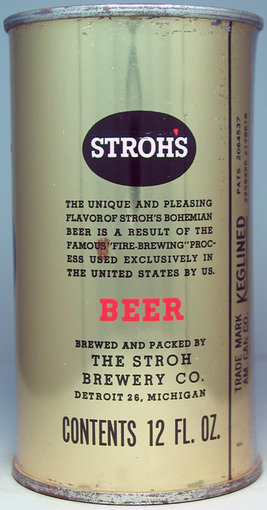 STROH'S
THE UNIQUE AND PLEASING
FLAVOR OF STROH'S BOHEMIAN
BEER IS A RESULT OF THE
FAMOUS "FIRE-BREWING" PROC-
ESS USED EXCLUSIVELY IN
THE UNITED STATES BY US.
BEER
BREWED AND PACKED BY
THE STROH
BREWERY CO.
DETROIT 26, MICHIGAN
CONTENTS 12 FL. OZ.
TRADE MARK KEGLINED PATS 2064537
AM. CAN CO.